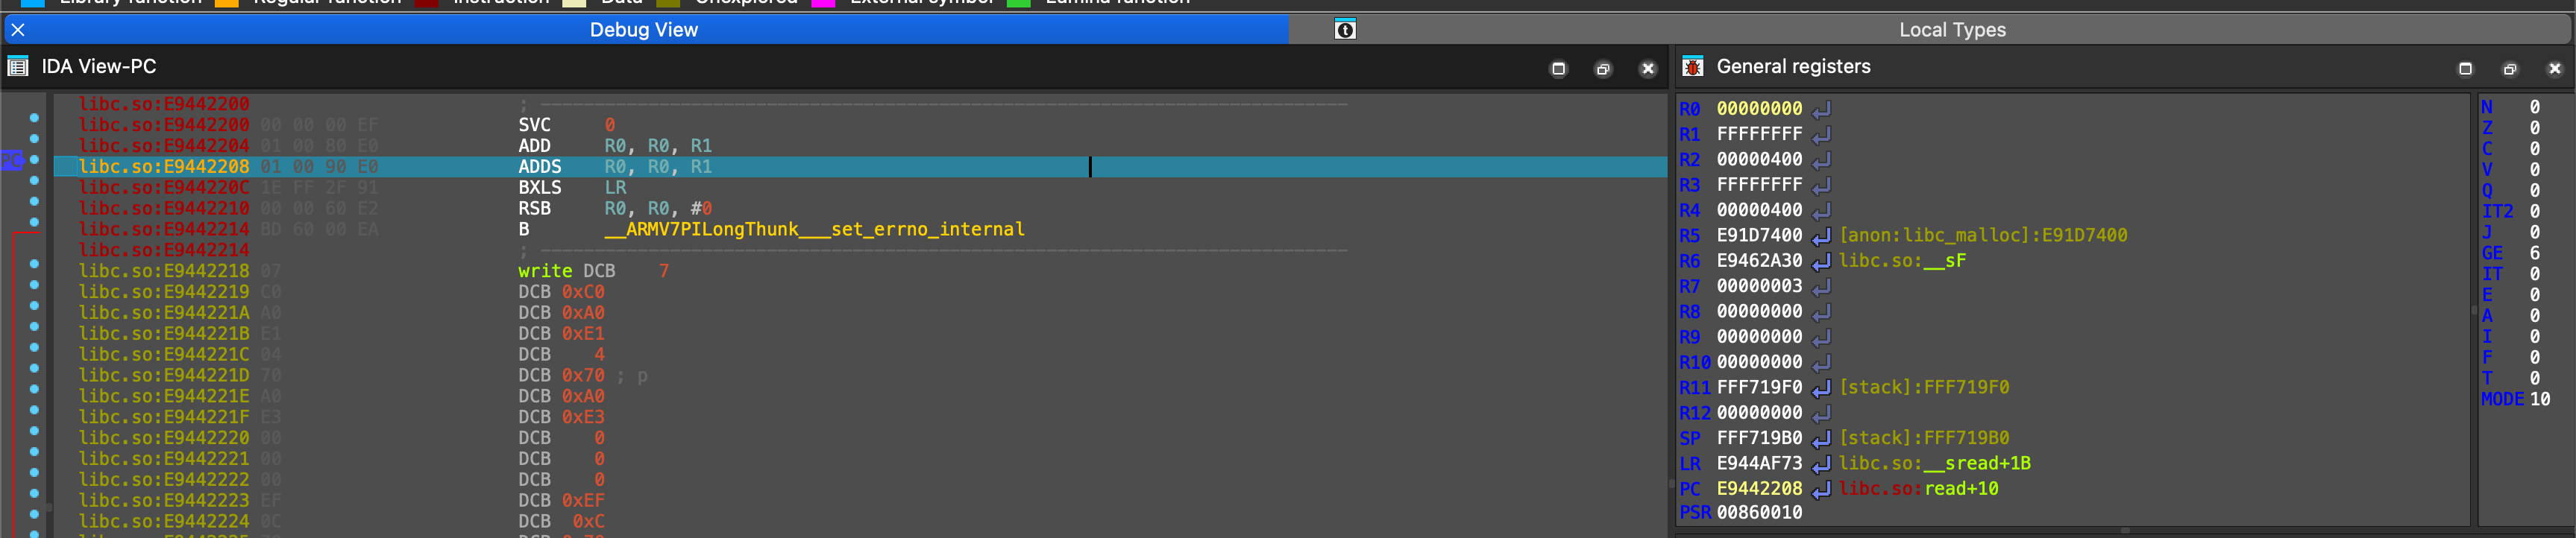 Library function Regular function Instruction Data Unexplored External symbol Lumina function
Debug View
Local Types
IDA View-PC
General registers
libc.so:E9442200 ; 
libc.so:E9442200 00 00 00 EF SVC 0
libc.so:E9442204 01 00 80 E0 ADD R0, R0, R1
PC libc.so:E9442208 01 00 90 E0 ADDS R0, R0, R1
libc.so:E944220C 1E FF 2F 91 BXLS LR
libc.so:E9442210 00 00 60 E2 RSB R0, R0, #0
libc.so:E9442214 BD 60 00 EA B __ARMV7PILongThunk___set_errno_internal
libc.so:E9442214 ;
libc.so:E9442218 07 write DCB 7
libc.so:E9442219 C0 DCB 0xC0
libc.so:E944221A A0 DCB 0xA0
libc.so:E944221B E1 DCB 0xE1
libc.so:E944221C 04 DCB 4
libc.so:E944221D 70 DCB 0x70 ; p
libc.so:E944221E A0 DCB 0xA0
libc.so:E944221F E3 DCB 0xE3
libc.so:E9442220 00 DCB 0
libc.so:E9442221 00 DCB 0
libc.so:E9442222 00 DCB 0
libc.so:E9442223 EF DCB 0xEF
libc.so:E9442224 0C DCB 0xC
R0 00000000
R1 FFFFFFFF
R2 00000400
R3 FFFFFFFF
R4 00000400
R5 E91D7400 [anon:libc_malloc]:E91D7400
R6 E9462A30 libc.so:__sF
R7 00000003
R8 00000000
R9 00000000
R10 00000000
R11 FFF719F0 [stack]:FFF719F0
R12 00000000
SP FFF719B0 [stack]:FFF719B0
LR E944AF73 libc.so:__sread+1B
PC E9442208 libc.so:read+10
PSR 00860010
N 0
Z 0
C 0
V 0
Q 0
IT2 0
J 0
GE 6
IT 0
E 0
A 0
I 0
F 0
T 0
MODE 10